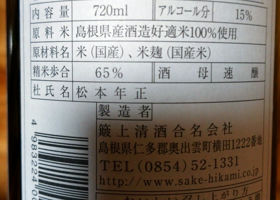 内容量 720ml アルコール分 15%
原料米 島根県産酒造好適米100%使用
原材料名 米(国産)、米麹(国産米)
精米歩合 65% 酒母 速醸
杜氏名 松本年正
製造者
簸上清酒合名会社
島根県仁多郡奥出雲町横田1222番地
TEL(0854)52-1331
http://www.sake-hikami.co.jp
4983224